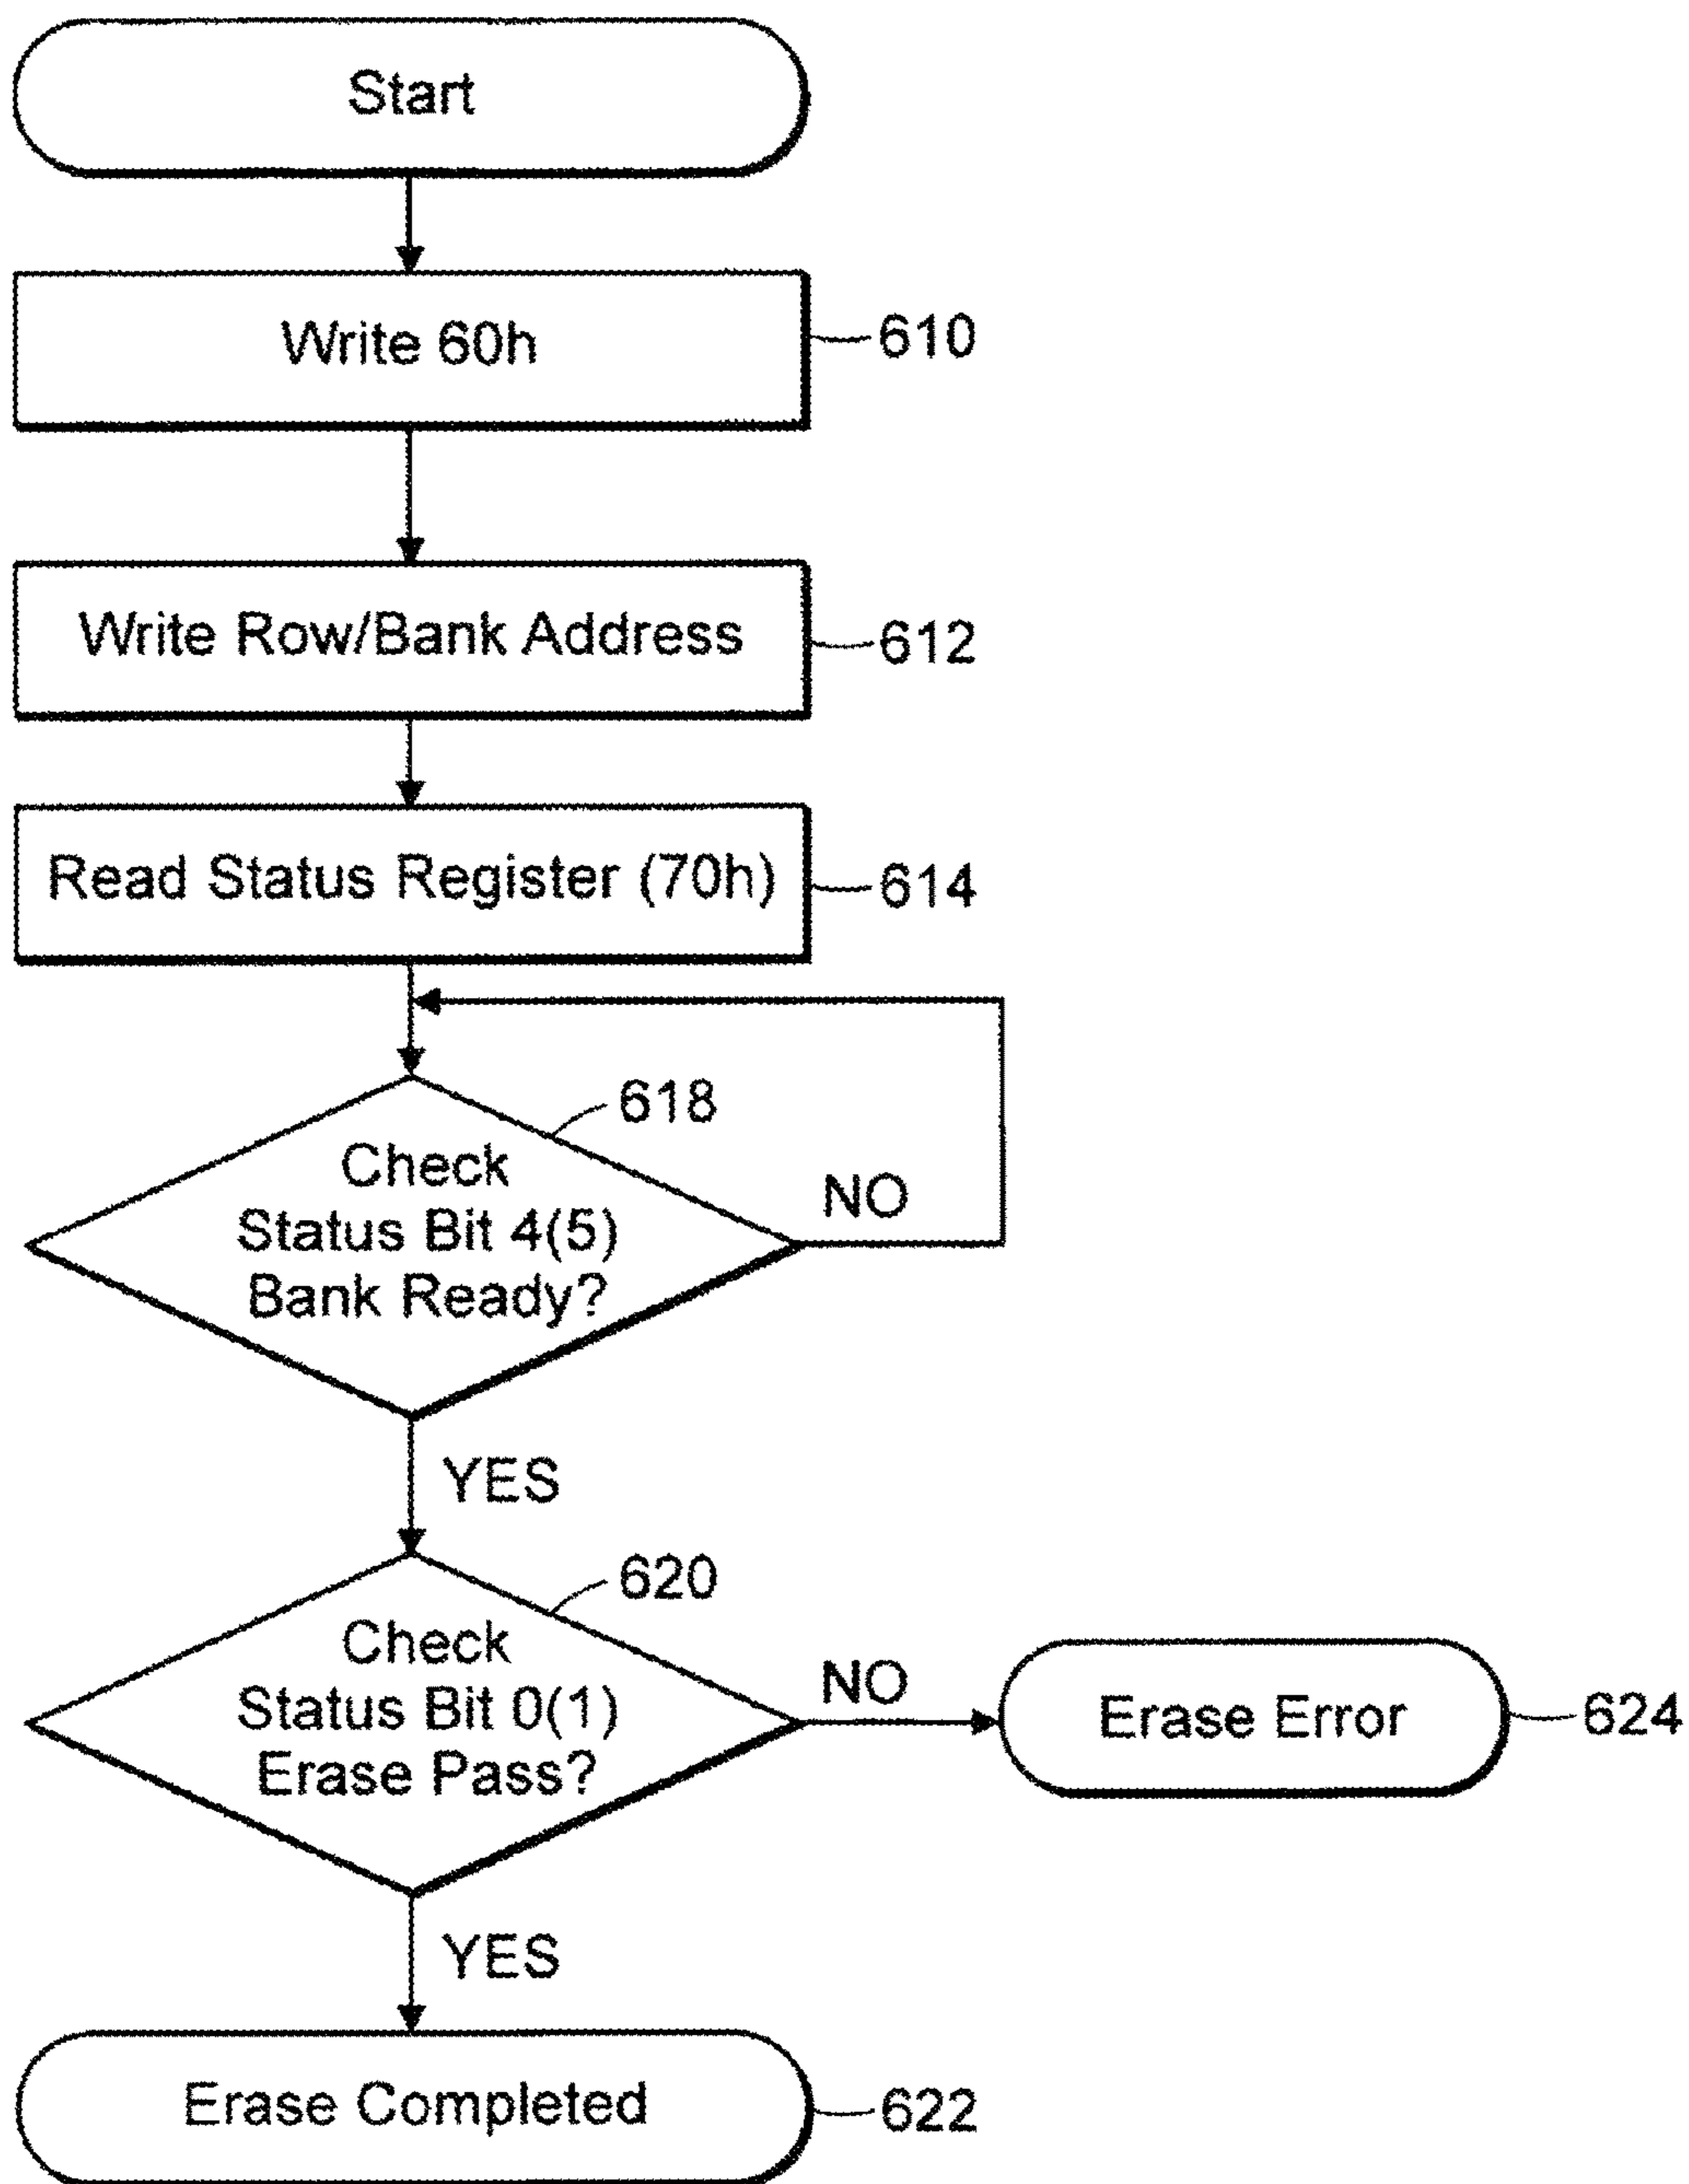 Start
Write 60h
610
Write Row/Bank Address
612
Read Status Register (70h)
614
618
Check
Status Bit 4(5)
Bank Ready?
NO
YES
620
Check
Status Bit 0(1)
Erase Pass?
NO
Erase Error
624
YES
Erase Completed
622